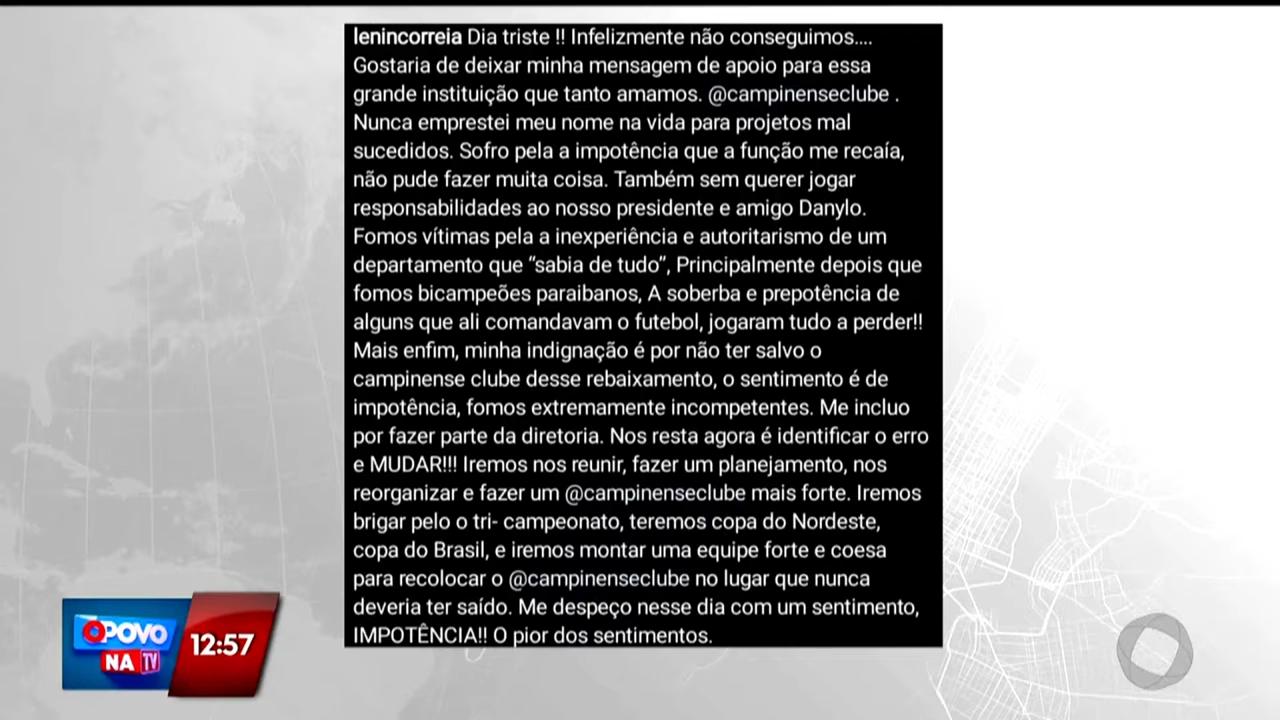 lenincorreia Dia triste !! Infelizmente não conseguimos....
Gostaria de deixar minha mensagem de apoio para essa
grande instituição que tanto amamos. @campinenseclube .
Nunca emprestei meu nome na vida para projetos mal
sucedidos. Sofro pela a impotência que a função me recaía,
não pude fazer muita coisa. Também sem querer jogar
responsabilidades ao nosso presidente e amigo Danylo.
Fomos vítimas pela a inexperiência e autoritarismo de um
departamento que “sabia de tudo”, Principalmente depois que
fomos bicampeões paraibanos, A soberba e prepotência de
alguns que ali comandavam o futebol, jogaram tudo a perder!!
Mais enfim, minha indignação é por não ter salvo o
campinense clube desse rebaixamento, o sentimento é de
impotência, fomos extremamente incompetentes. Me incluo
por fazer parte da diretoria. Nos resta agora é identificar o erro
e MUDAR!!! Iremos nos reunir, fazer um planejamento, nos
reorganizar e fazer um @campinenseclube mais forte. Iremos
brigar pelo o tri- campeonato, teremos copa do Nordeste,
copa do Brasil, e iremos montar uma equipe forte e coesa
para recolocar o @campinenseclube no lugar que nunca
deveria ter saído. Me despeço nesse dia com um sentimento,
IMPOTÊNCIA!! O pior dos sentimentos.
O POVO
NA TV
12:57